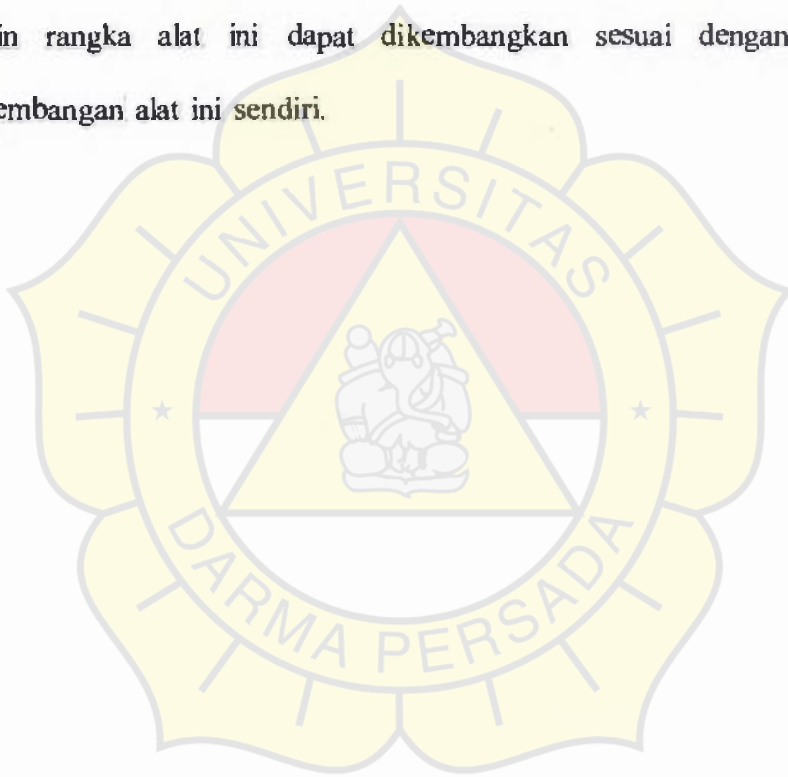 in rangka alat ini dapat dikembangkan sesuai dengan
embangan alat ini sendiri.
UNIVERSITAS
DARMA PERSADA